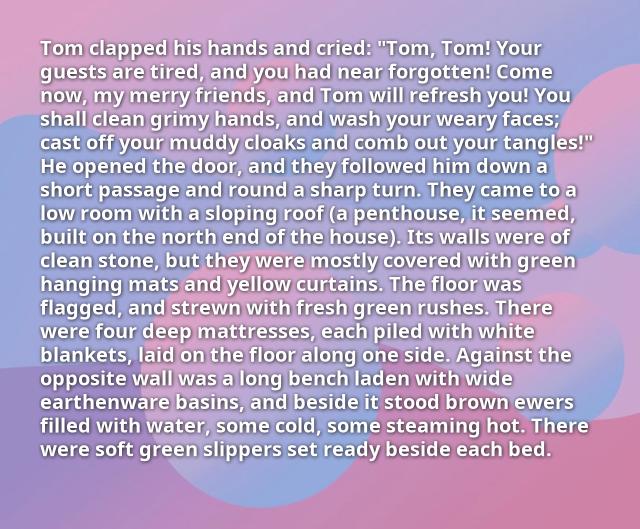 Tom clapped his hands and cried: "Tom, Tom! Your
guests are tired, and you had near forgotten! Come
now, my merry friends, and Tom will refresh you! You
shall clean grimy hands, and wash your weary faces;
cast off your muddy cloaks and comb out your tangles!"
He opened the door, and they followed him down a
short passage and round a sharp turn. They came to a
low room with a sloping roof (a penthouse, it seemed,
built on the north end of the house). Its walls were of
clean stone, but they were mostly covered with green
hanging mats and yellow curtains. The floor was
flagged, and strewn with fresh green rushes. There
were four deep mattresses, each piled with white
blankets, laid on the floor along one side. Against the
opposite wall was a long bench laden with wide
earthenware basins, and beside it stood brown ewers
filled with water, some cold, some steaming hot. There
were soft green slippers set ready beside each bed.